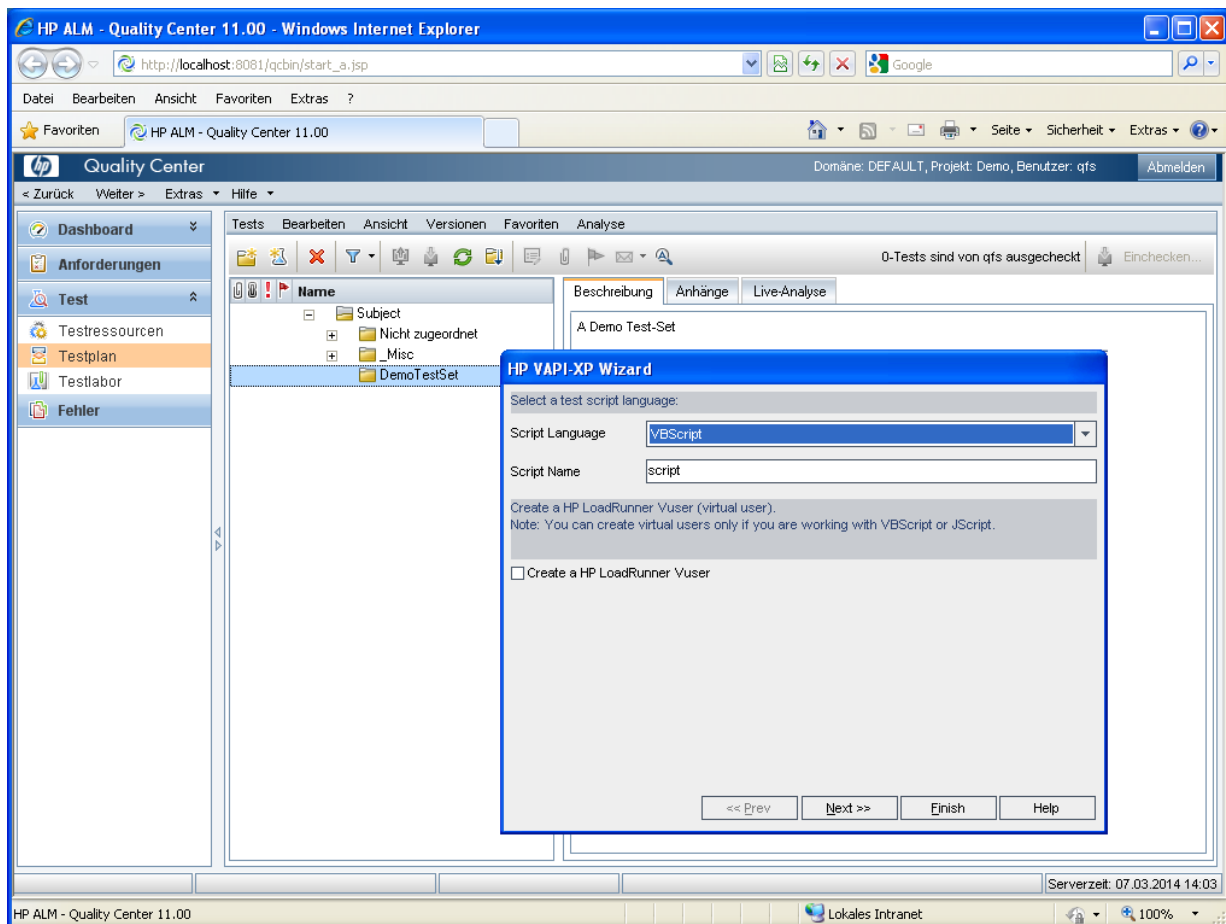 HP ALM - Quality Center 11.00 - Windows Internet Explorer
http://localhost:8081/qcbin/start_a.jsp
Google
Datei Bearbeiten Ansicht Favoriten Extras ?
Favoriten HP ALM - Quality Center 11.00 Seite Sicherheit Extras
hp Quality Center Domäne: DEFAULT, Projekt: Demo, Benutzer: qfs Abmelden
< Zurück Weiter > Extras Hilfe
Dashboard
Anforderungen
Test
Testressourcen
Testplan
Testlabor
Fehler
Tests Bearbeiten Ansicht Versionen Favoriten Analyse
0-Tests sind von qfs ausgecheckt Einchecken...
Name
Subject
Nicht zugeordnet
_Misc
DemoTestSet
Beschreibung Anhänge Live-Analyse
A Demo Test-Set
HP VAPI-XP Wizard
Select a test script language:
Script Language VBScript
Script Name script
Create a HP LoadRunner Vuser (virtual user).
Note: You can create virtual users only if you are working with VBScript or JScript.
Create a HP LoadRunner Vuser
<< Prev Next >> Finish Help
Serverzeit: 07.03.2014 14:03
HP ALM - Quality Center 11.00 Lokales Intranet 100%